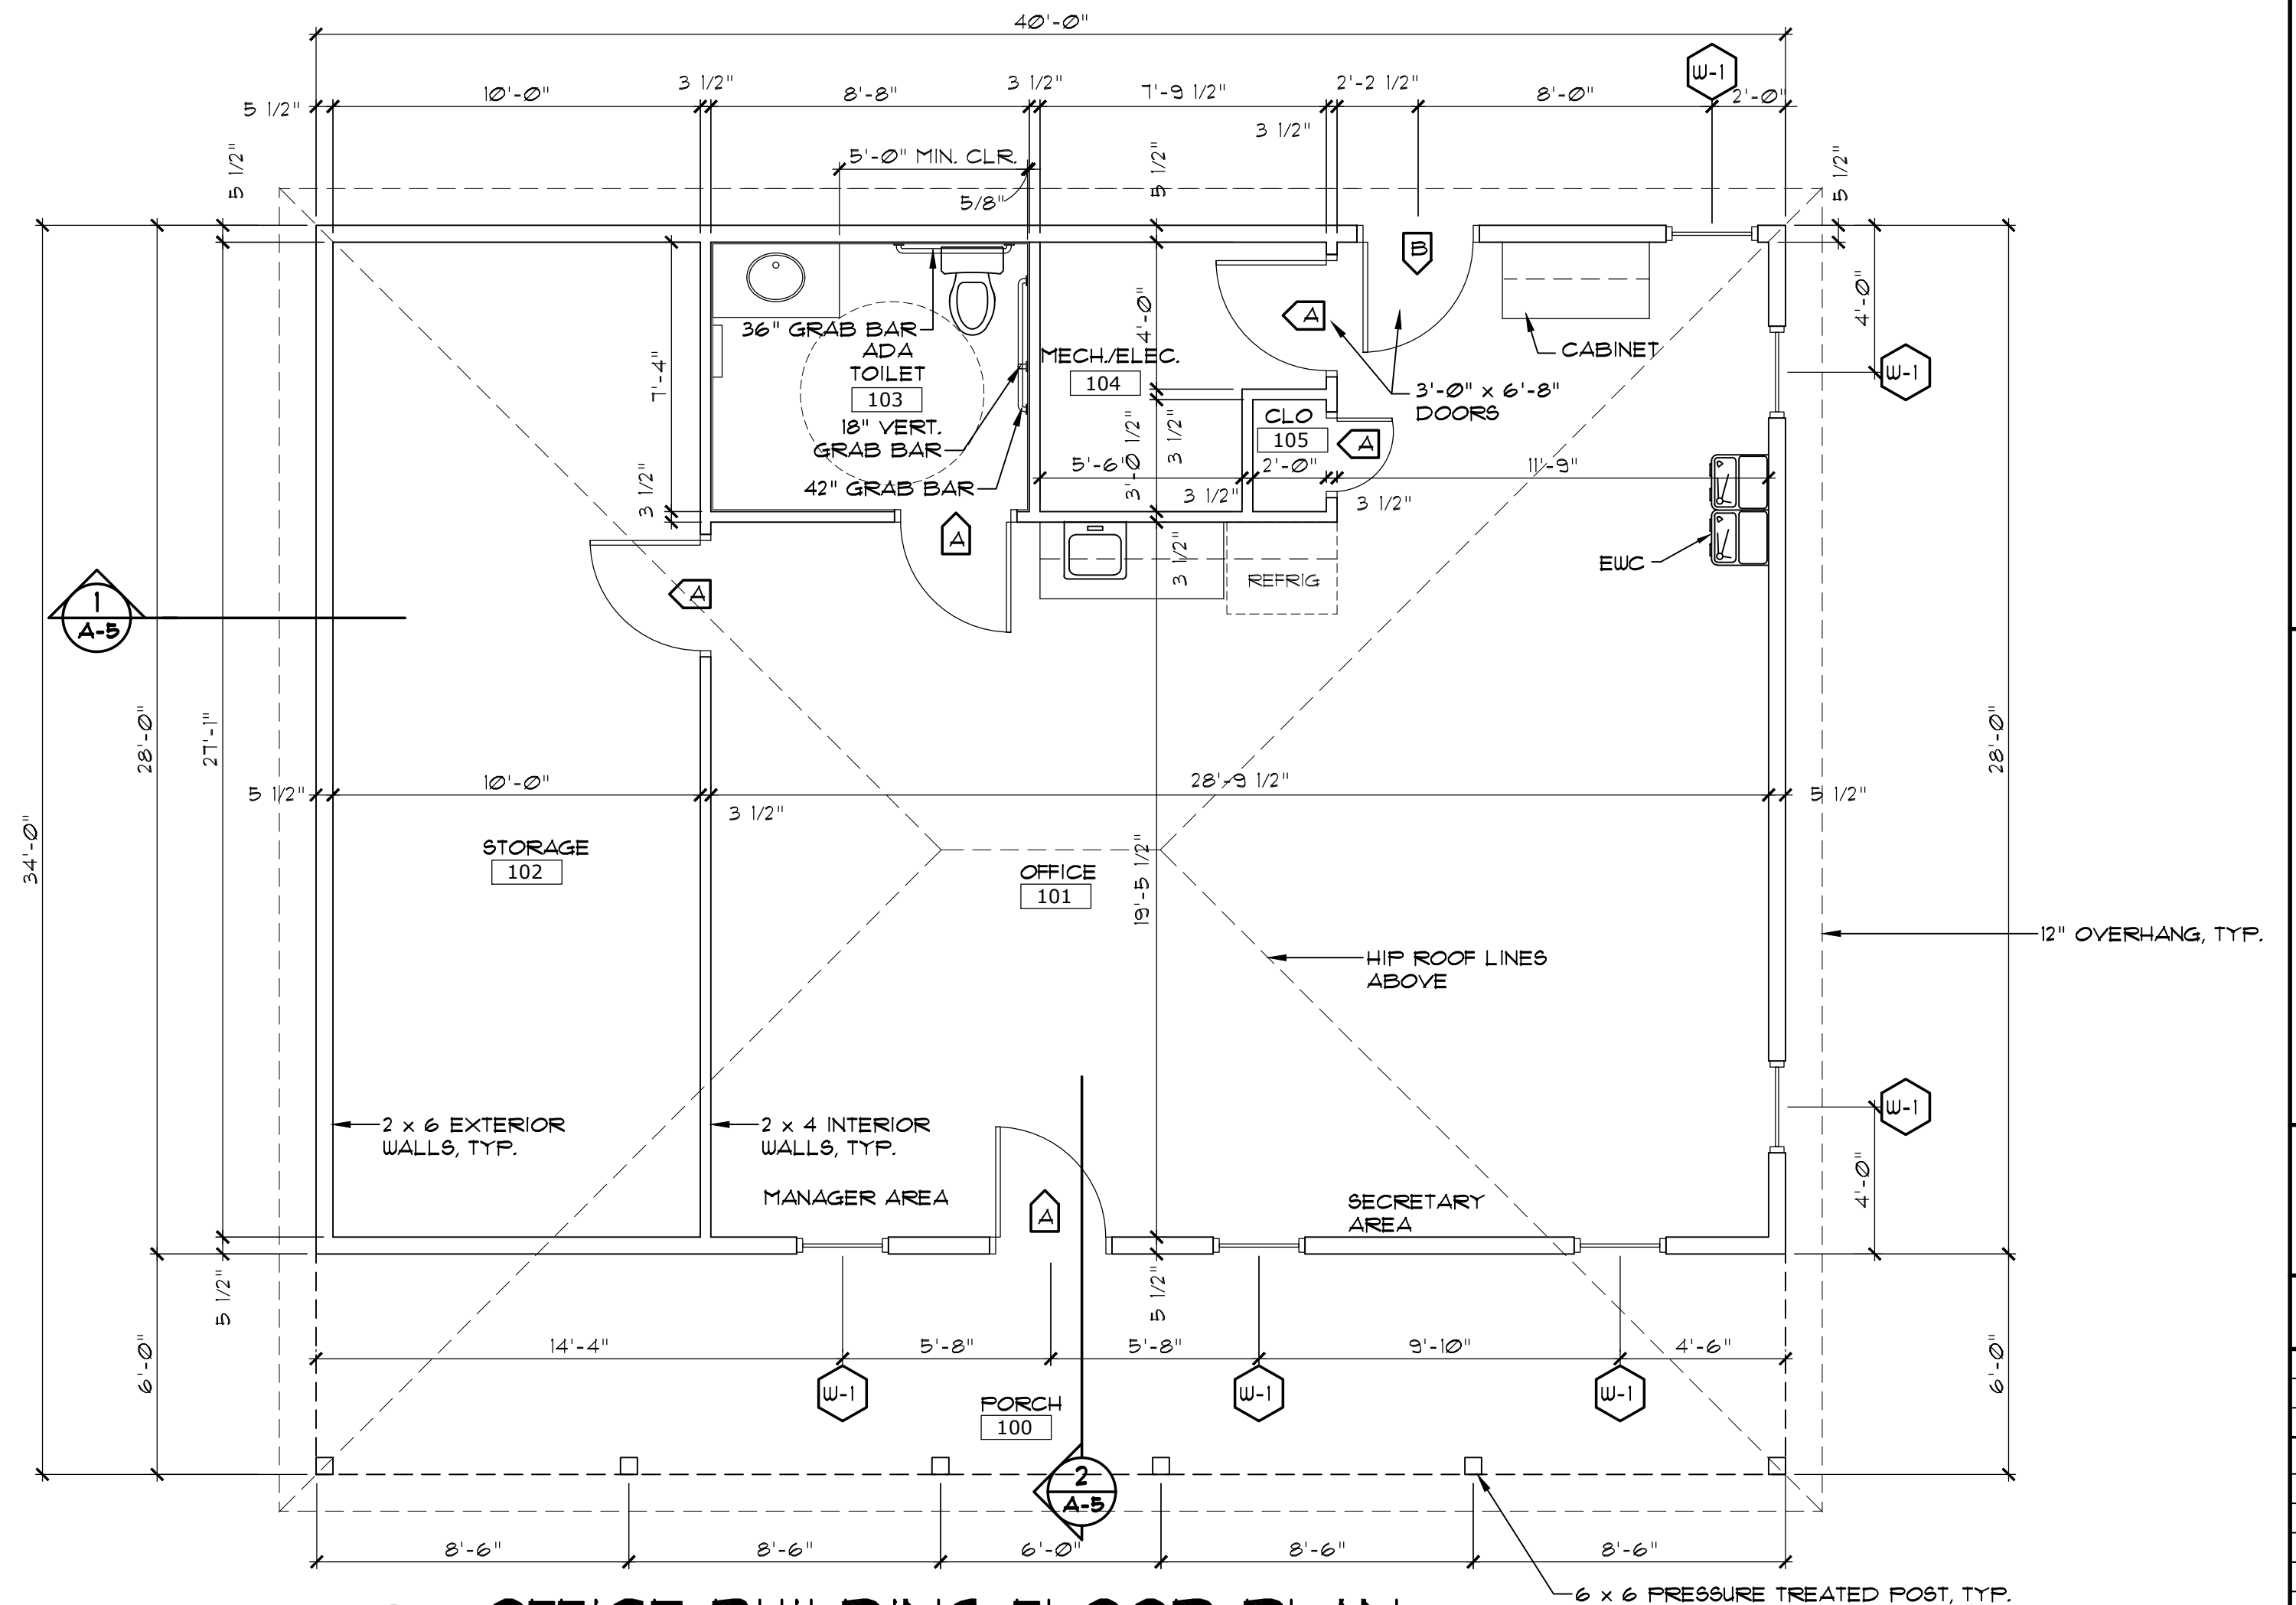 40'-0"
W-1
5 1/2"
10'-0"
3 1/2"
8'-8"
3 1/2"
7'-9 1/2"
2'-2 1/2"
8'-0"
2'-0"
3 1/2"
5 1/2"
5'-0" MIN. CLR.
5 1/2"
5 1/2"
5/8"
B
4'-0"
A
36" GRAB BAR
ADA
TOILET
103
4'-0"
MECH./ELEC.
104
CABINET
W-1
7'-4"
3'-0" x 6'-8"
DOORS
18" VERT.
GRAB BAR
CLO
105
A
42" GRAB BAR
3 1/2"
5'-6"
3'-0 1/2"
3 1/2"
2'-0"
11'-9"
3 1/2"
3 1/2"
A
3 1/2"
REFRIG
EWC
A
1
A-5
34'-0"
28'-0"
27'-1"
28'-0"
5 1/2"
10'-0"
3 1/2"
28'-9 1/2"
5 1/2"
STORAGE
102
OFFICE
101
19'-5 1/2"
12" OVERHANG, TYP.
HIP ROOF LINES
ABOVE
2 x 6 EXTERIOR
WALLS, TYP.
2 x 4 INTERIOR
WALLS, TYP.
W-1
4'-0"
MANAGER AREA
A
SECRETARY
AREA
5 1/2"
5 1/2"
6'-0"
14'-4"
5'-8"
5'-8"
9'-10"
4'-6"
6'-0"
W-1
W-1
W-1
PORCH
100
2
A-5
8'-6"
8'-6"
6'-0"
8'-6"
8'-6"
6 x 6 PRESSURE TREATED POST, TYP.
OFFICE BUILDING FLOOR PLAN